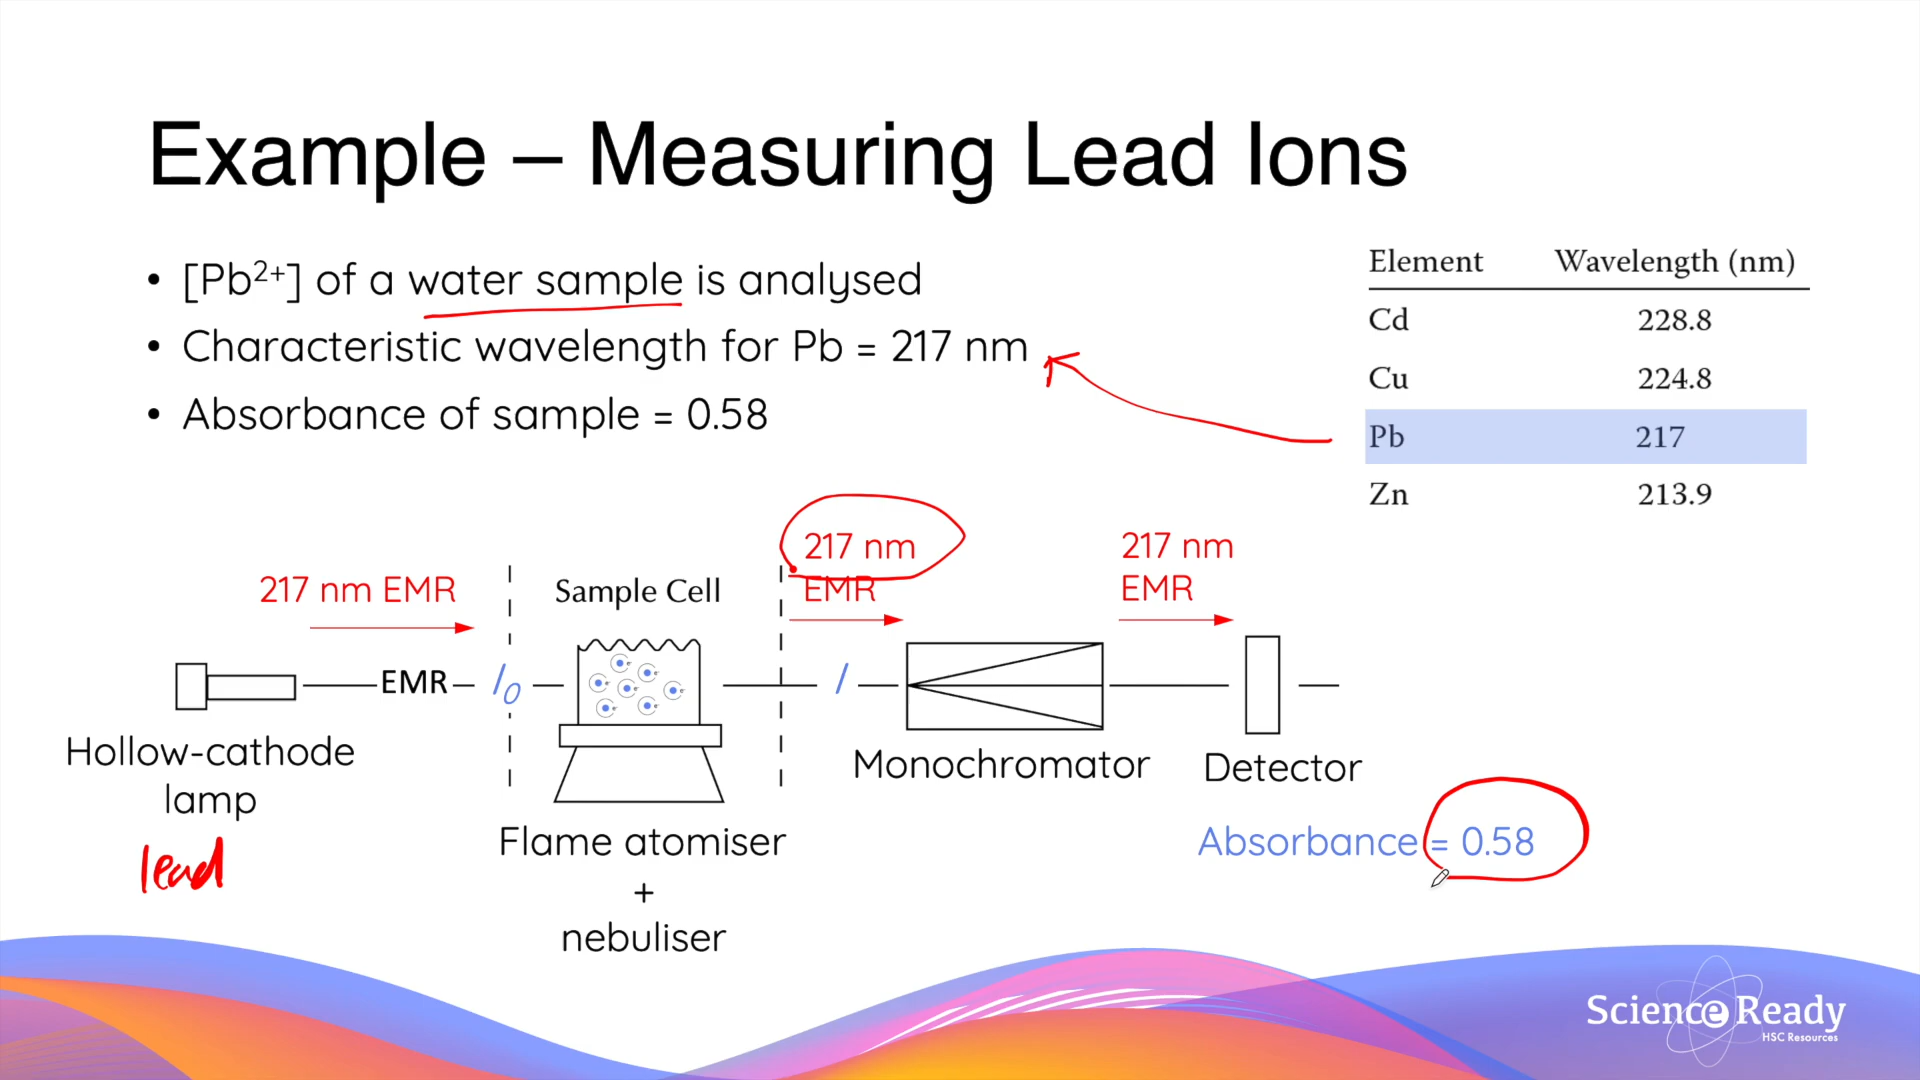 Example – Measuring Lead Ions
• [Pb²⁺] of a water sample is analysed
• Characteristic wavelength for Pb = 217 nm
• Absorbance of sample = 0.58
Element Wavelength (nm)
Cd 228.8
Cu 224.8
Pb 217
Zn 213.9
217 nm EMR
Sample Cell
217 nm
EMR
217 nm
EMR
EMR
I₀
I
Hollow-cathode
lamp
lead
Flame atomiser
+
nebuliser
Monochromator
Detector
Absorbance = 0.58
Science Ready
HSC Resources